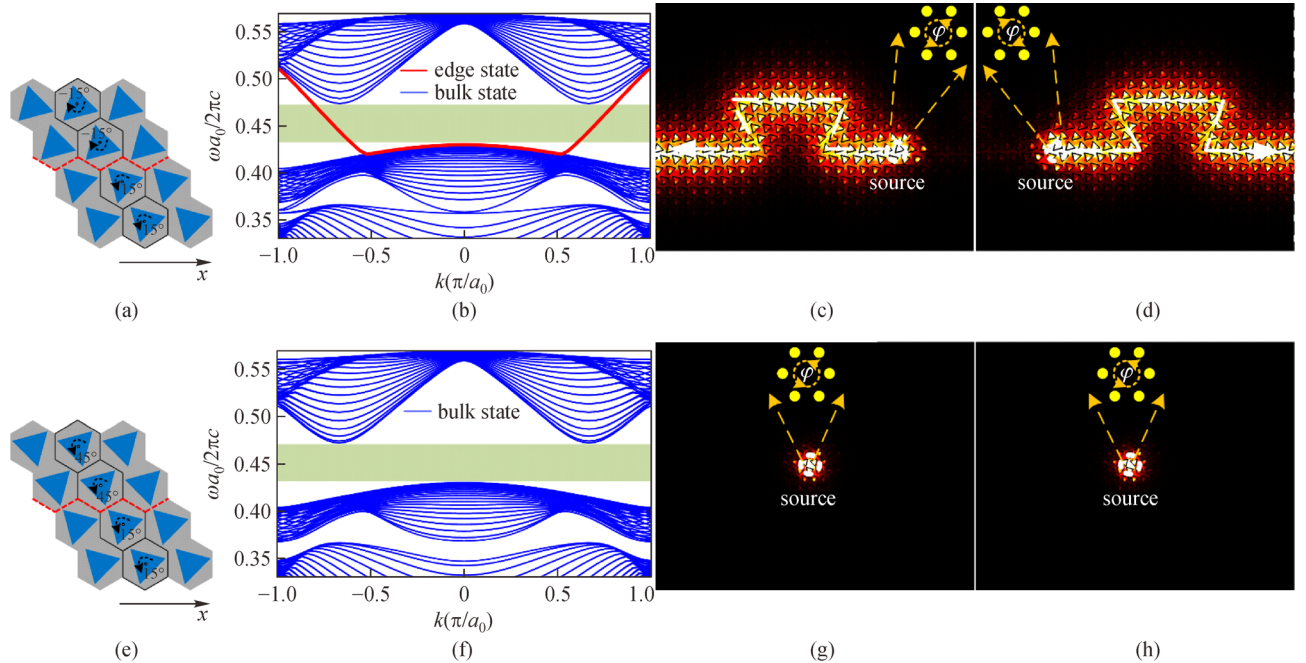 −15°
−15°
15°
15°
x
(a)
ωa₀/2πc
0.55
0.50
0.45
0.40
0.35
edge state
bulk state
−1.0
−0.5
0
0.5
1.0
k(π/a₀)
(b)
φ
source
(c)
φ
source
(d)
45°
45°
15°
15°
x
(e)
ωa₀/2πc
0.55
0.50
0.45
0.40
0.35
bulk state
−1.0
−0.5
0
0.5
1.0
k(π/a₀)
(f)
φ
source
(g)
φ
source
(h)